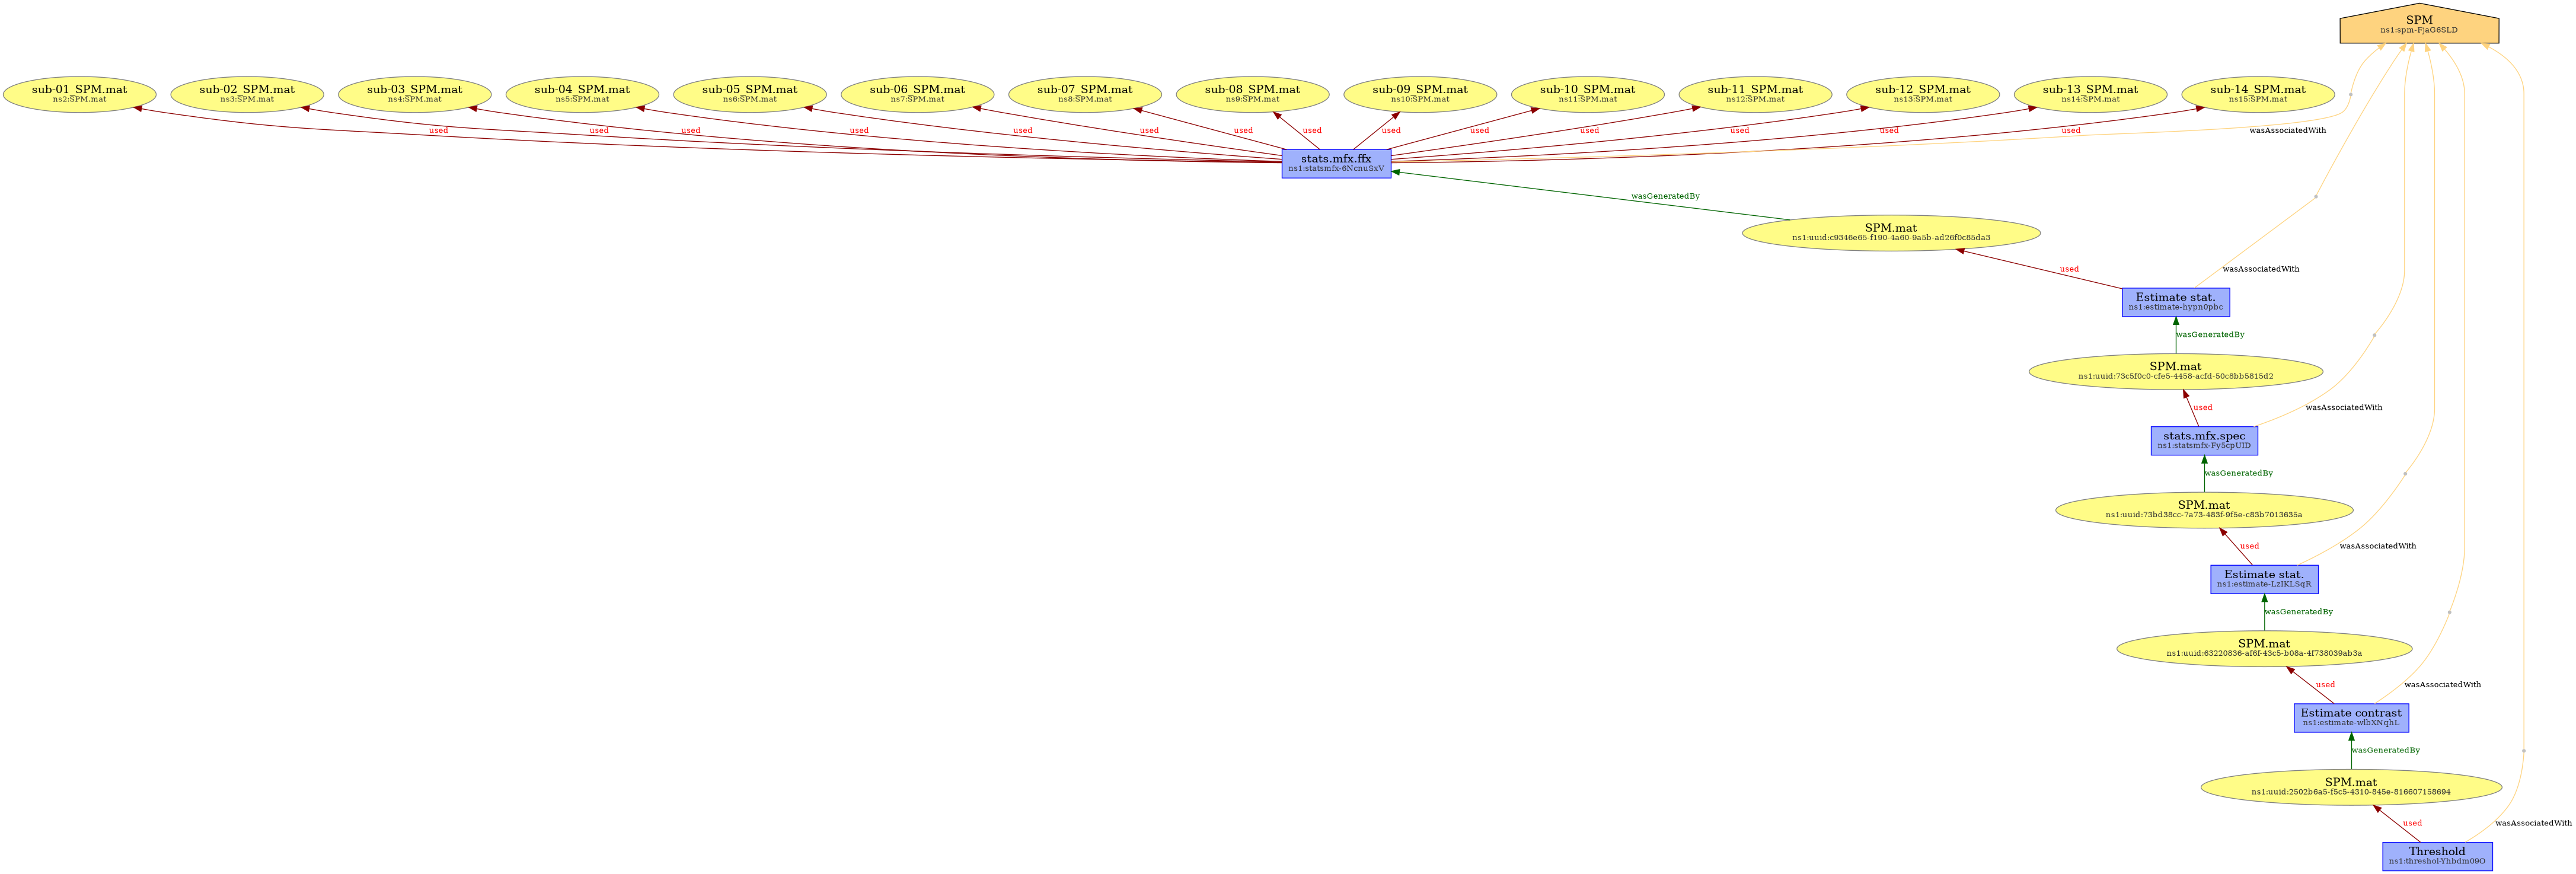 SPM
ns1:spm-FjaG6SLD
sub-01_SPM.mat
ns2:SPM.mat
sub-02_SPM.mat
ns3:SPM.mat
sub-03_SPM.mat
ns4:SPM.mat
sub-04_SPM.mat
ns5:SPM.mat
sub-05_SPM.mat
ns6:SPM.mat
sub-06_SPM.mat
ns7:SPM.mat
sub-07_SPM.mat
ns8:SPM.mat
sub-08_SPM.mat
ns9:SPM.mat
sub-09_SPM.mat
ns10:SPM.mat
sub-10_SPM.mat
ns11:SPM.mat
sub-11_SPM.mat
ns12:SPM.mat
sub-12_SPM.mat
ns13:SPM.mat
sub-13_SPM.mat
ns14:SPM.mat
sub-14_SPM.mat
ns15:SPM.mat
used
used
used
used
used
used
used
used
used
used
used
used
used
used
wasAssociatedWith
stats.mfx.ffx
ns1:statsmfx-6NcnuSxV
wasGeneratedBy
SPM.mat
ns1:uuid:c9346e65-f190-4a60-9a5b-ad26f0c85da3
used
wasAssociatedWith
Estimate stat.
ns1:estimate-hypn0pbc
wasGeneratedBy
SPM.mat
ns1:uuid:73c5f0c0-cfe5-4458-acfd-50c8bb5815d2
used
wasAssociatedWith
stats.mfx.spec
ns1:statsmfx-Fy5cpUID
wasGeneratedBy
SPM.mat
ns1:uuid:73bd38cc-7a73-483f-9f5e-c83b7013635a
used
wasAssociatedWith
Estimate stat.
ns1:estimate-LzIKLSqR
wasGeneratedBy
SPM.mat
ns1:uuid:63220836-af6f-43c5-b08a-4f738039ab3a
used
wasAssociatedWith
Estimate contrast
ns1:estimate-wlbXNqhL
wasGeneratedBy
SPM.mat
ns1:uuid:2502b6a5-f5c5-4310-845e-816607158694
used
wasAssociatedWith
Threshold
ns1:threshol-Yhbdm09O